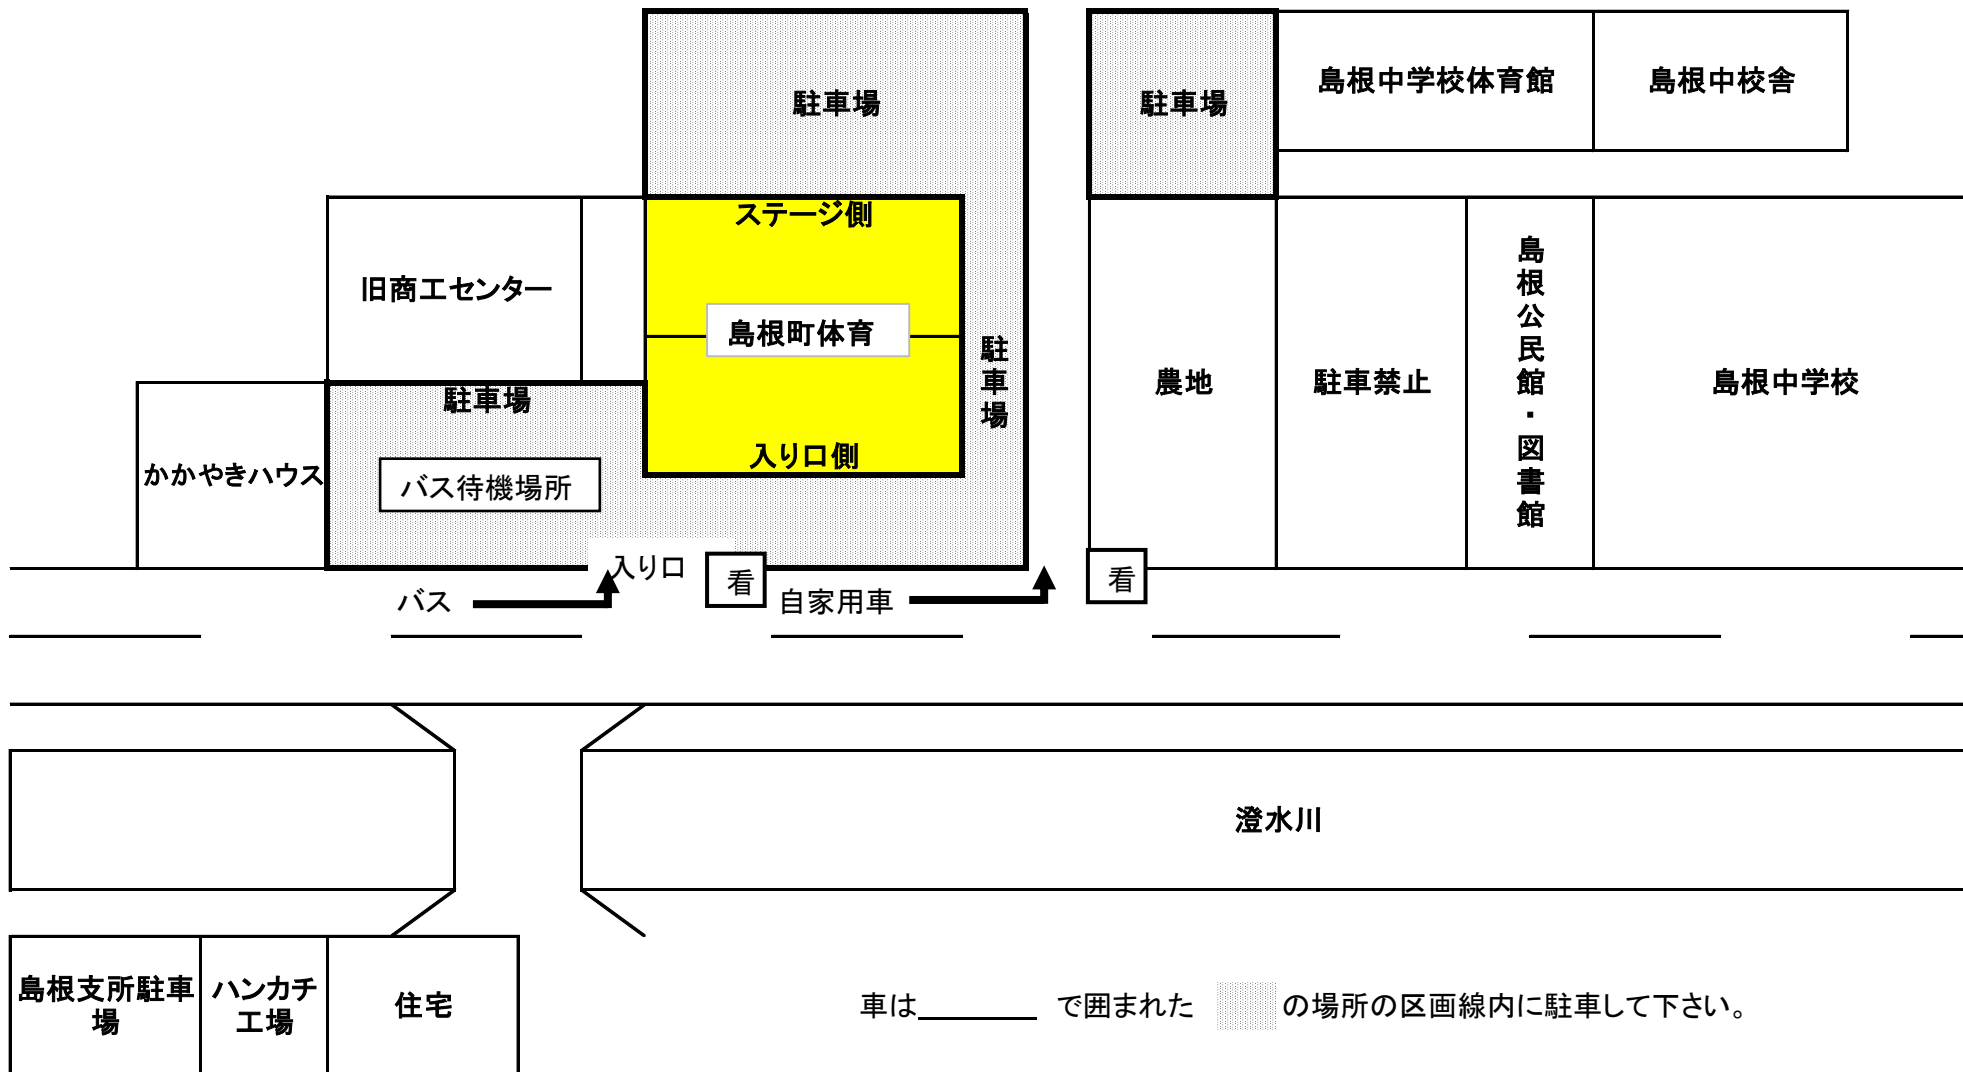 駐車場
駐車場
島根中学校体育館
島根中校舎
ステージ側
旧商工センター
島根町体育
駐車場
入り口側
駐車場
農地
駐車禁止
島根公民館・図書館
島根中学校
かかやきハウス
バス待機場所
入り口
看
看
バス
自家用車
澄水川
島根支所駐車
場
ハンカチ
工場
住宅
車は で囲まれた の場所の区画線内に駐車して下さい。